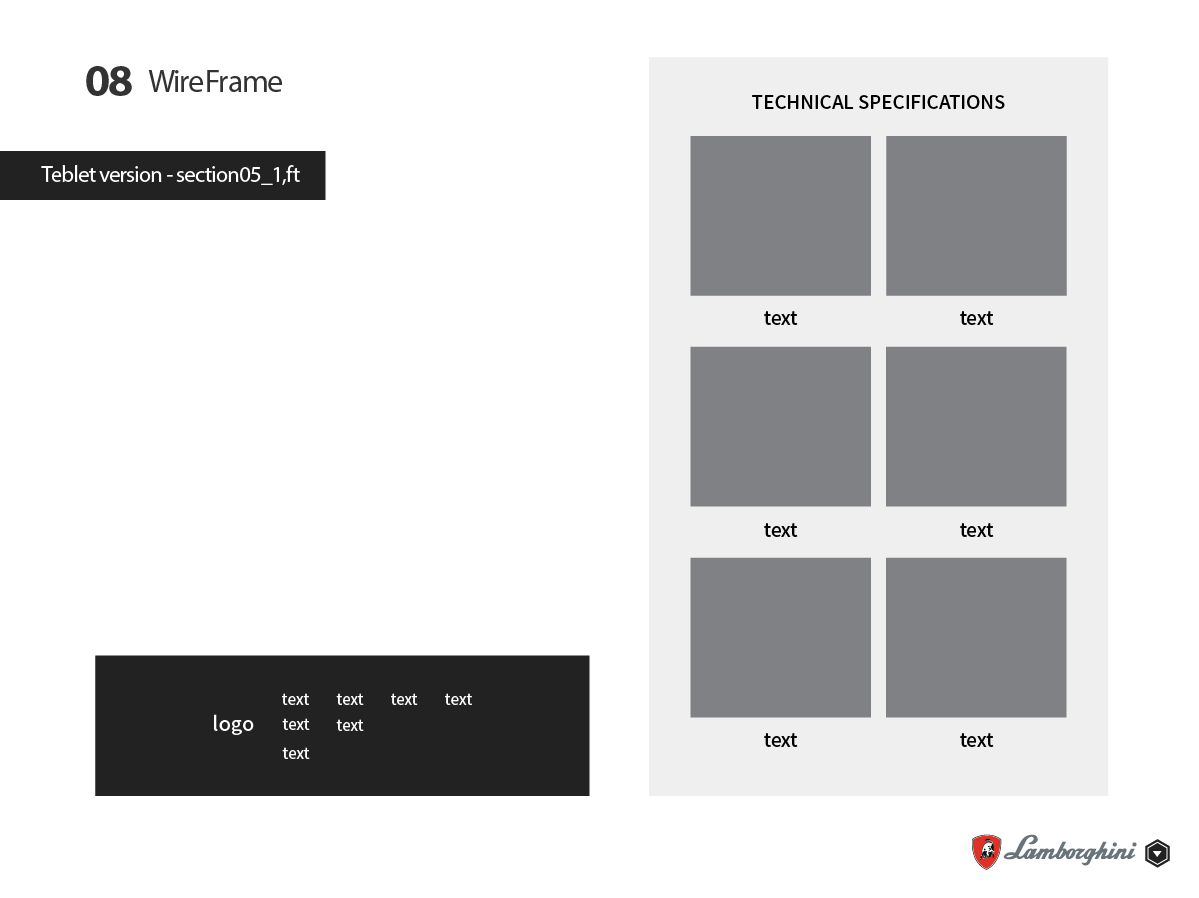 08 WireFrame
Teblet version - section05_1,ft
TECHNICAL SPECIFICATIONS
text text
text text
text text
logo
text text text text
text text
text
Lamborghini